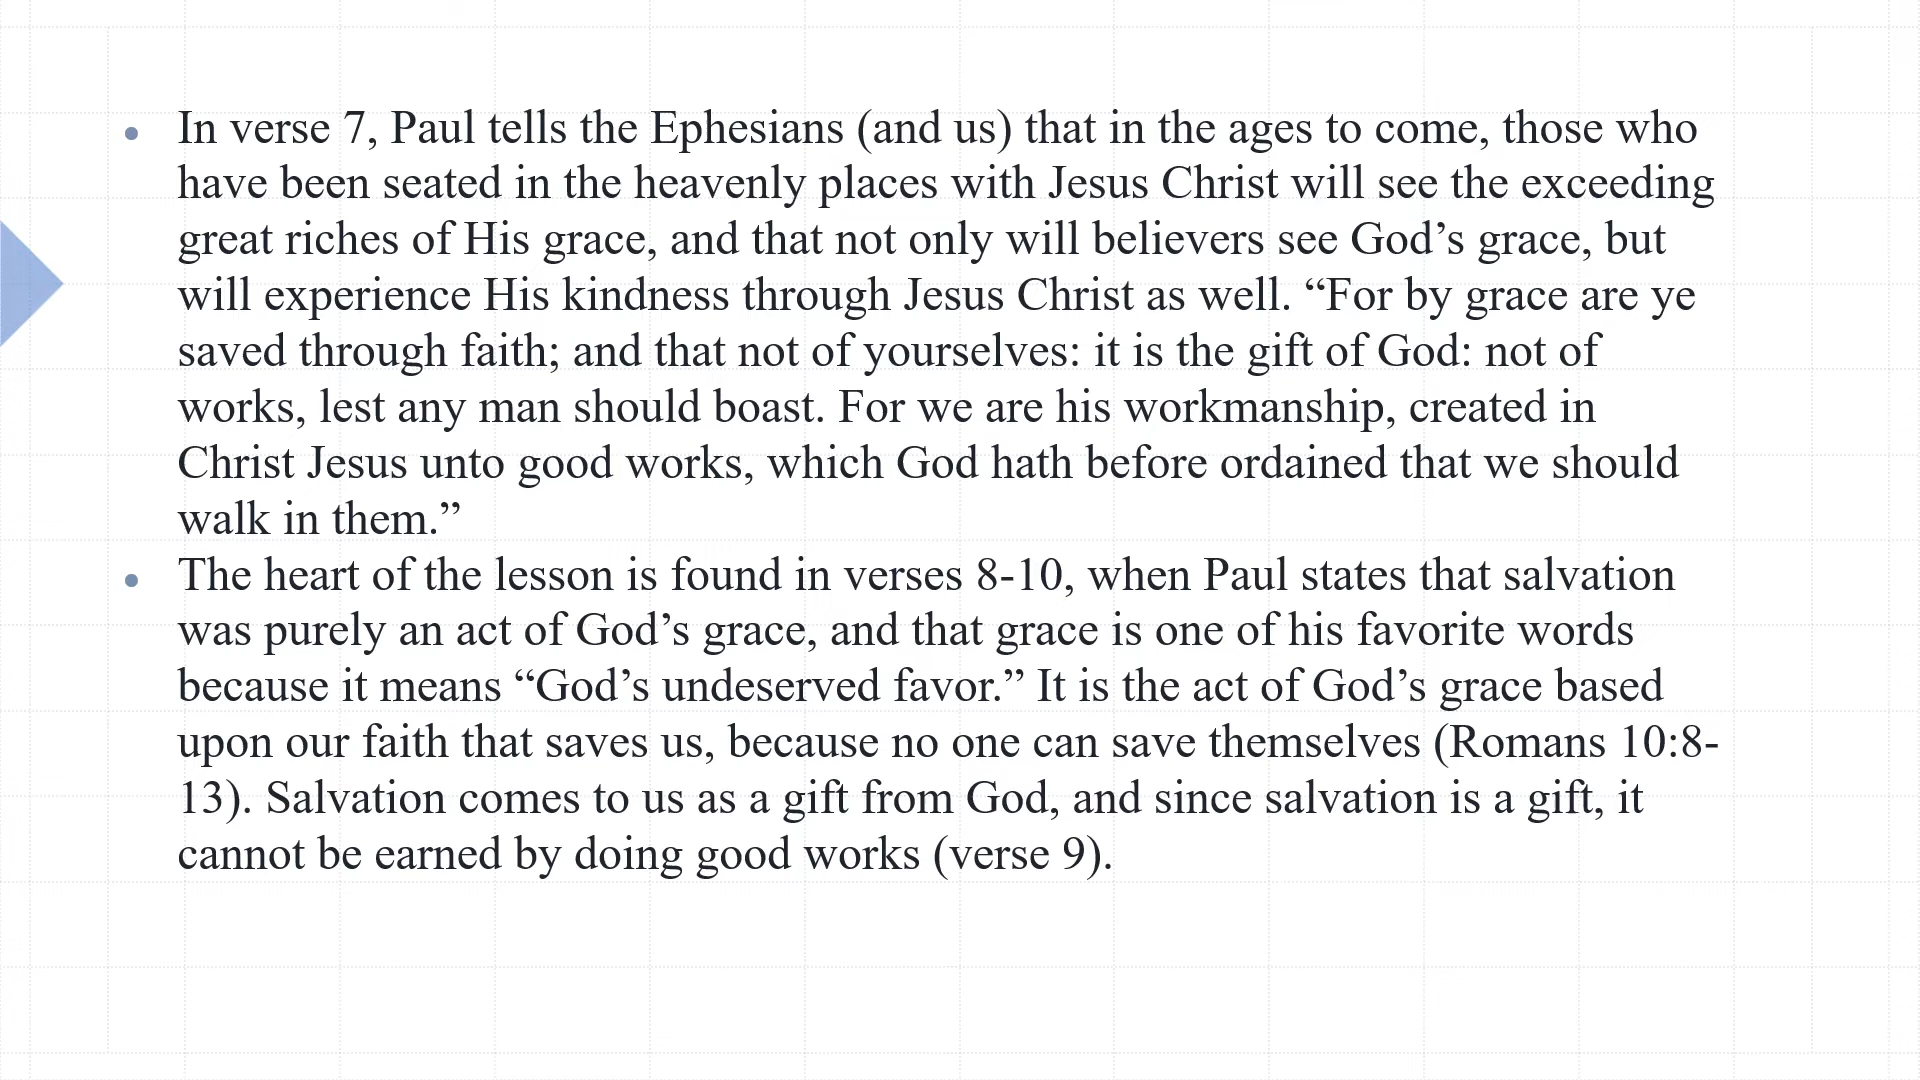 • In verse 7, Paul tells the Ephesians (and us) that in the ages to come, those who
have been seated in the heavenly places with Jesus Christ will see the exceeding
great riches of His grace, and that not only will believers see God’s grace, but
will experience His kindness through Jesus Christ as well. “For by grace are ye
saved through faith; and that not of yourselves: it is the gift of God: not of
works, lest any man should boast. For we are his workmanship, created in
Christ Jesus unto good works, which God hath before ordained that we should
walk in them.”
• The heart of the lesson is found in verses 8-10, when Paul states that salvation
was purely an act of God’s grace, and that grace is one of his favorite words
because it means “God’s undeserved favor.” It is the act of God’s grace based
upon our faith that saves us, because no one can save themselves (Romans 10:8-
13). Salvation comes to us as a gift from God, and since salvation is a gift, it
cannot be earned by doing good works (verse 9).